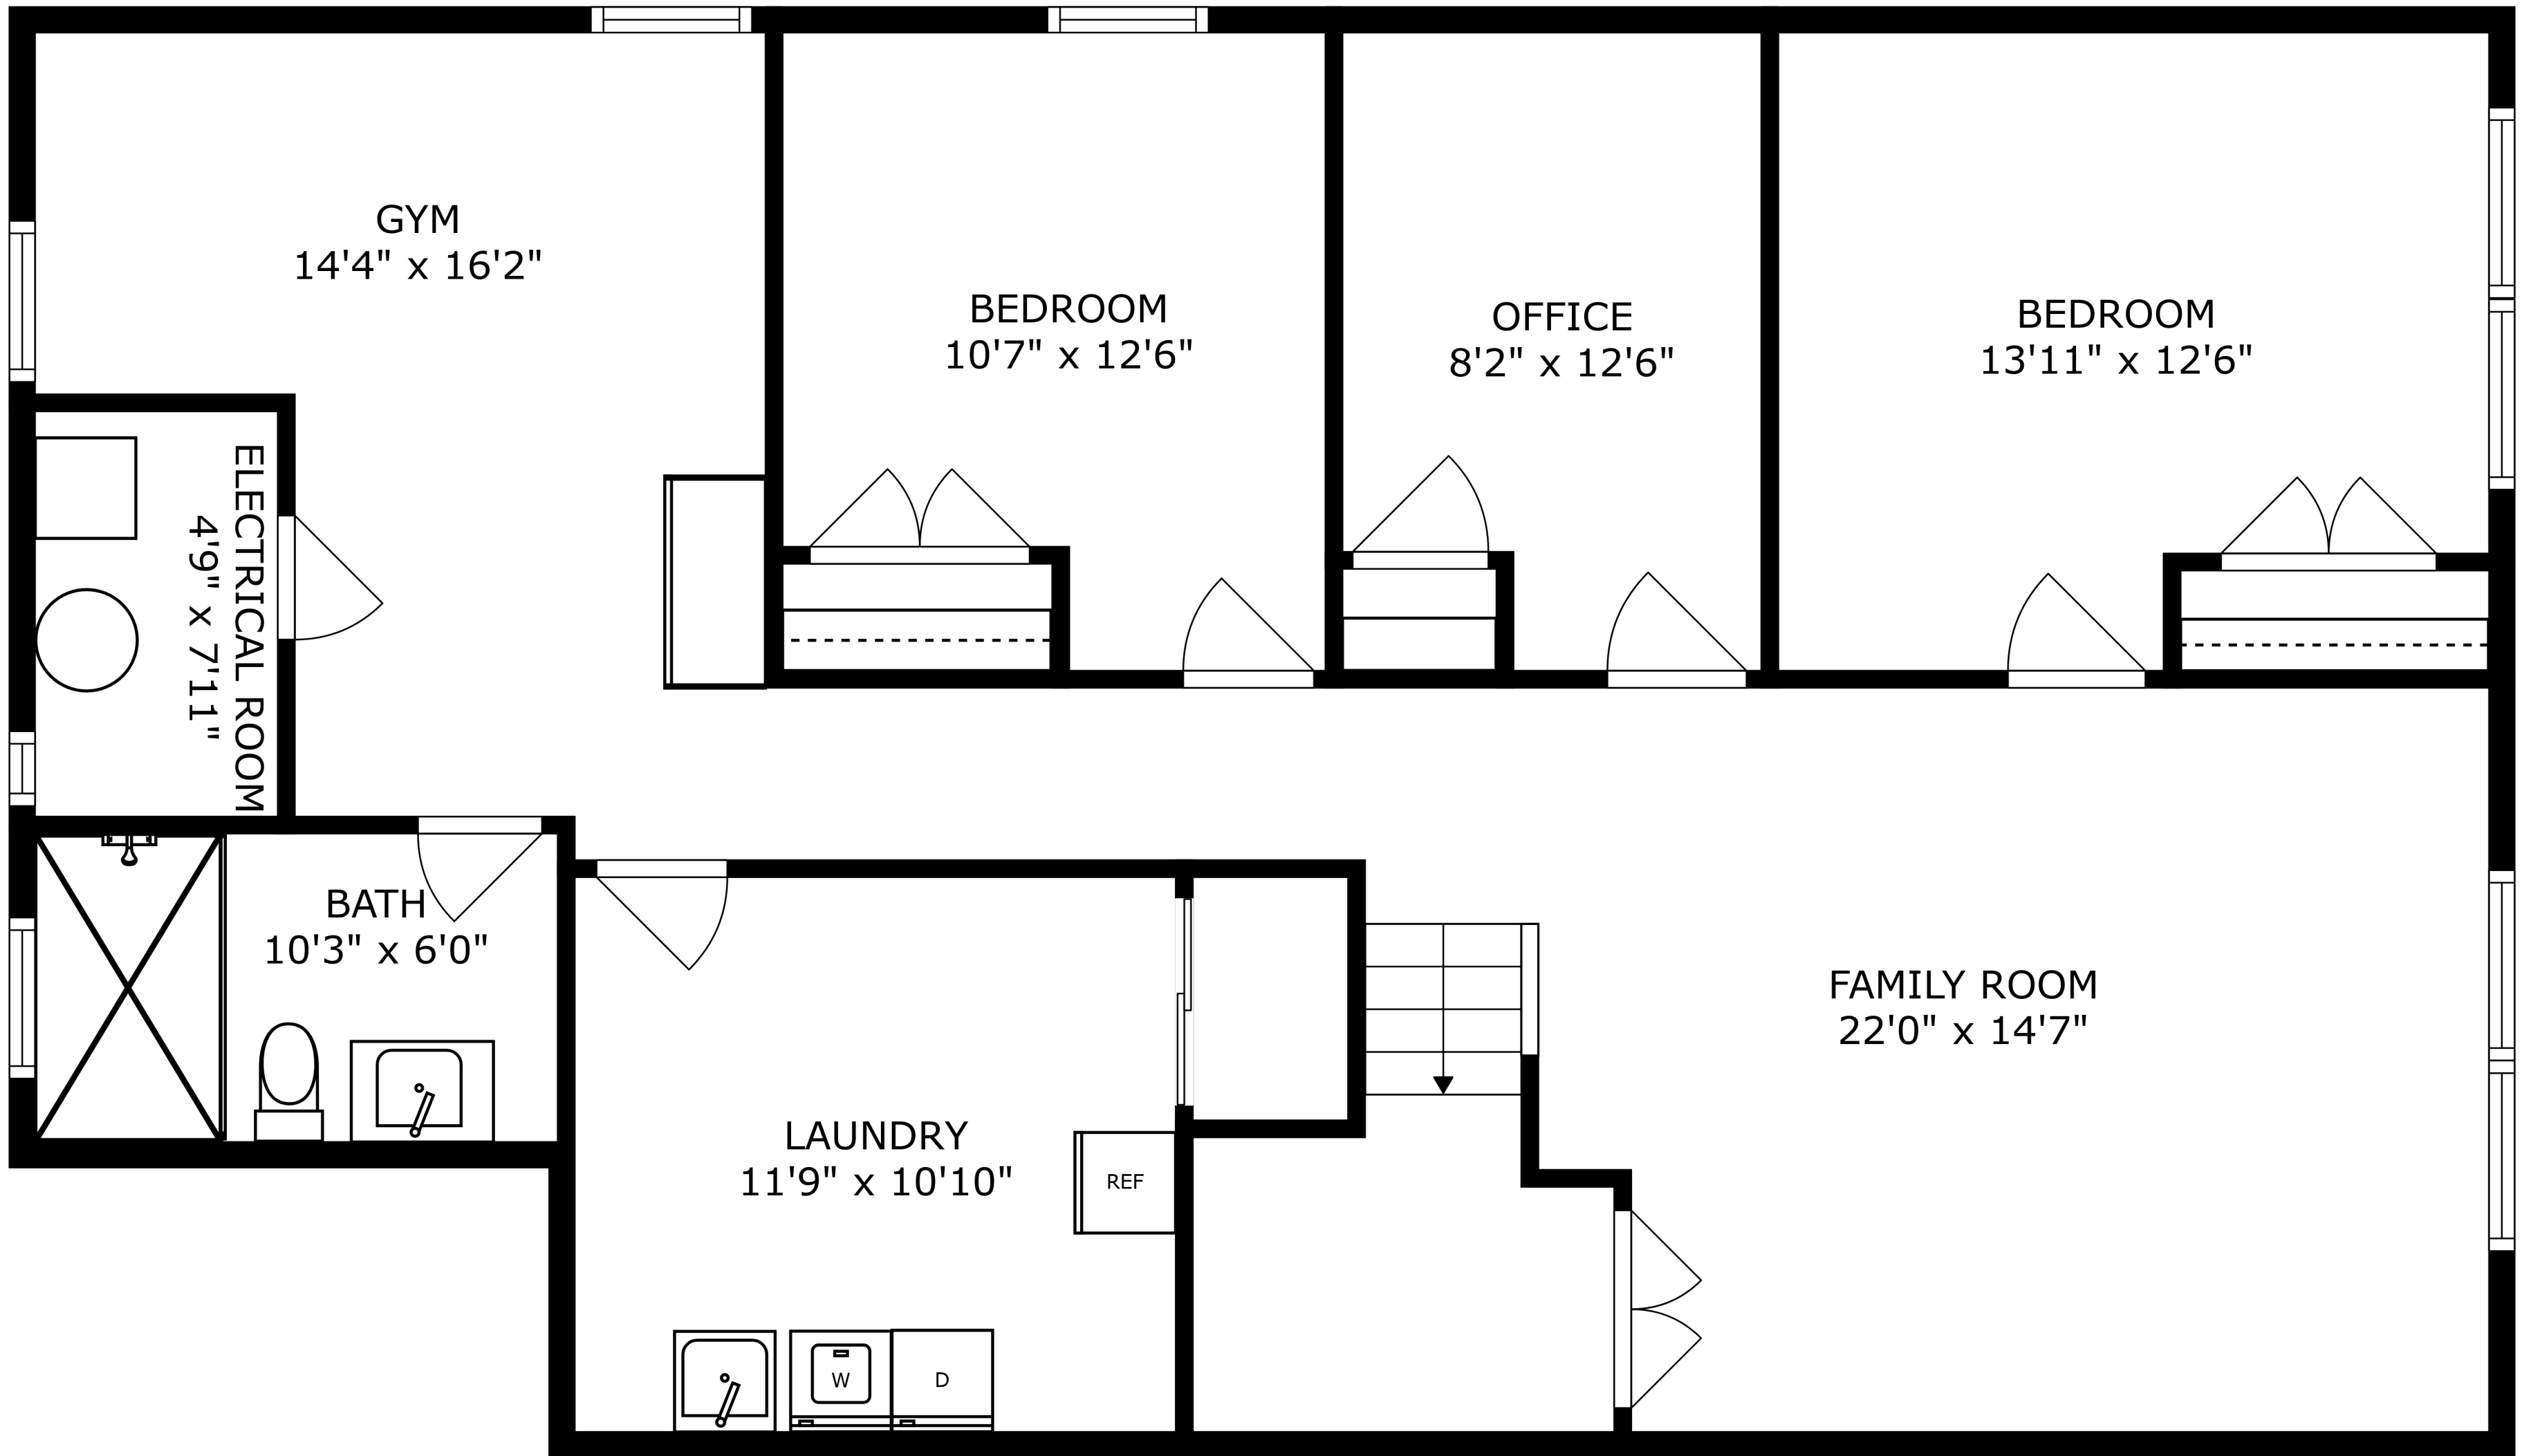 GYM
14'4" x 16'2"
BEDROOM
10'7" x 12'6"
OFFICE
8'2" x 12'6"
BEDROOM
13'11" x 12'6"
ELECTRICAL ROOM
4'9" x 7'11"
BATH
10'3" x 6'0"
FAMILY ROOM
22'0" x 14'7"
LAUNDRY
11'9" x 10'10"
REF
W
D